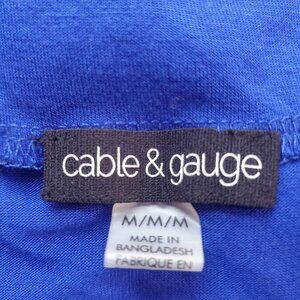 cable & gauge
M/M/M
MADE IN
BANGLADESH
FABRIQUE EN